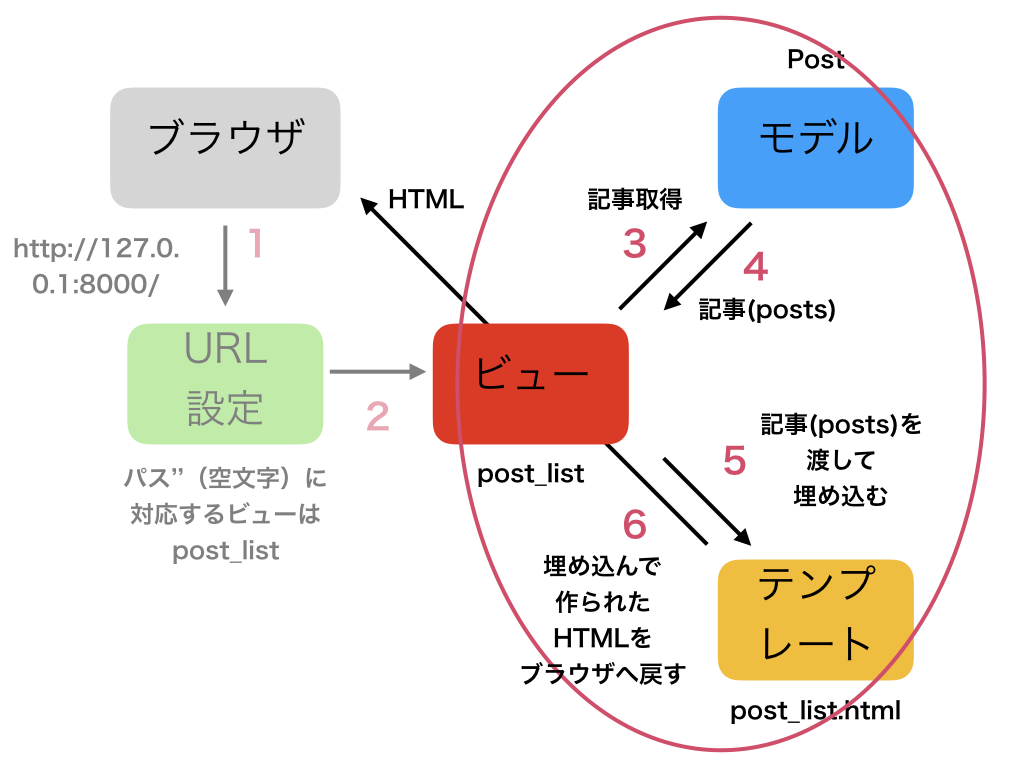 Post
ブラウザ
モデル
HTML
記事取得
http://127.0.
0.1:8000/
1
3
4
記事(posts)
URL
設定
ビュー
2
パス”（空文字）に
対応するビューは
post_list
post_list
記事(posts)を
渡して
埋め込む
5
6
埋め込んで
作られた
HTMLを
ブラウザへ戻す
テンプ
レート
post_list.html